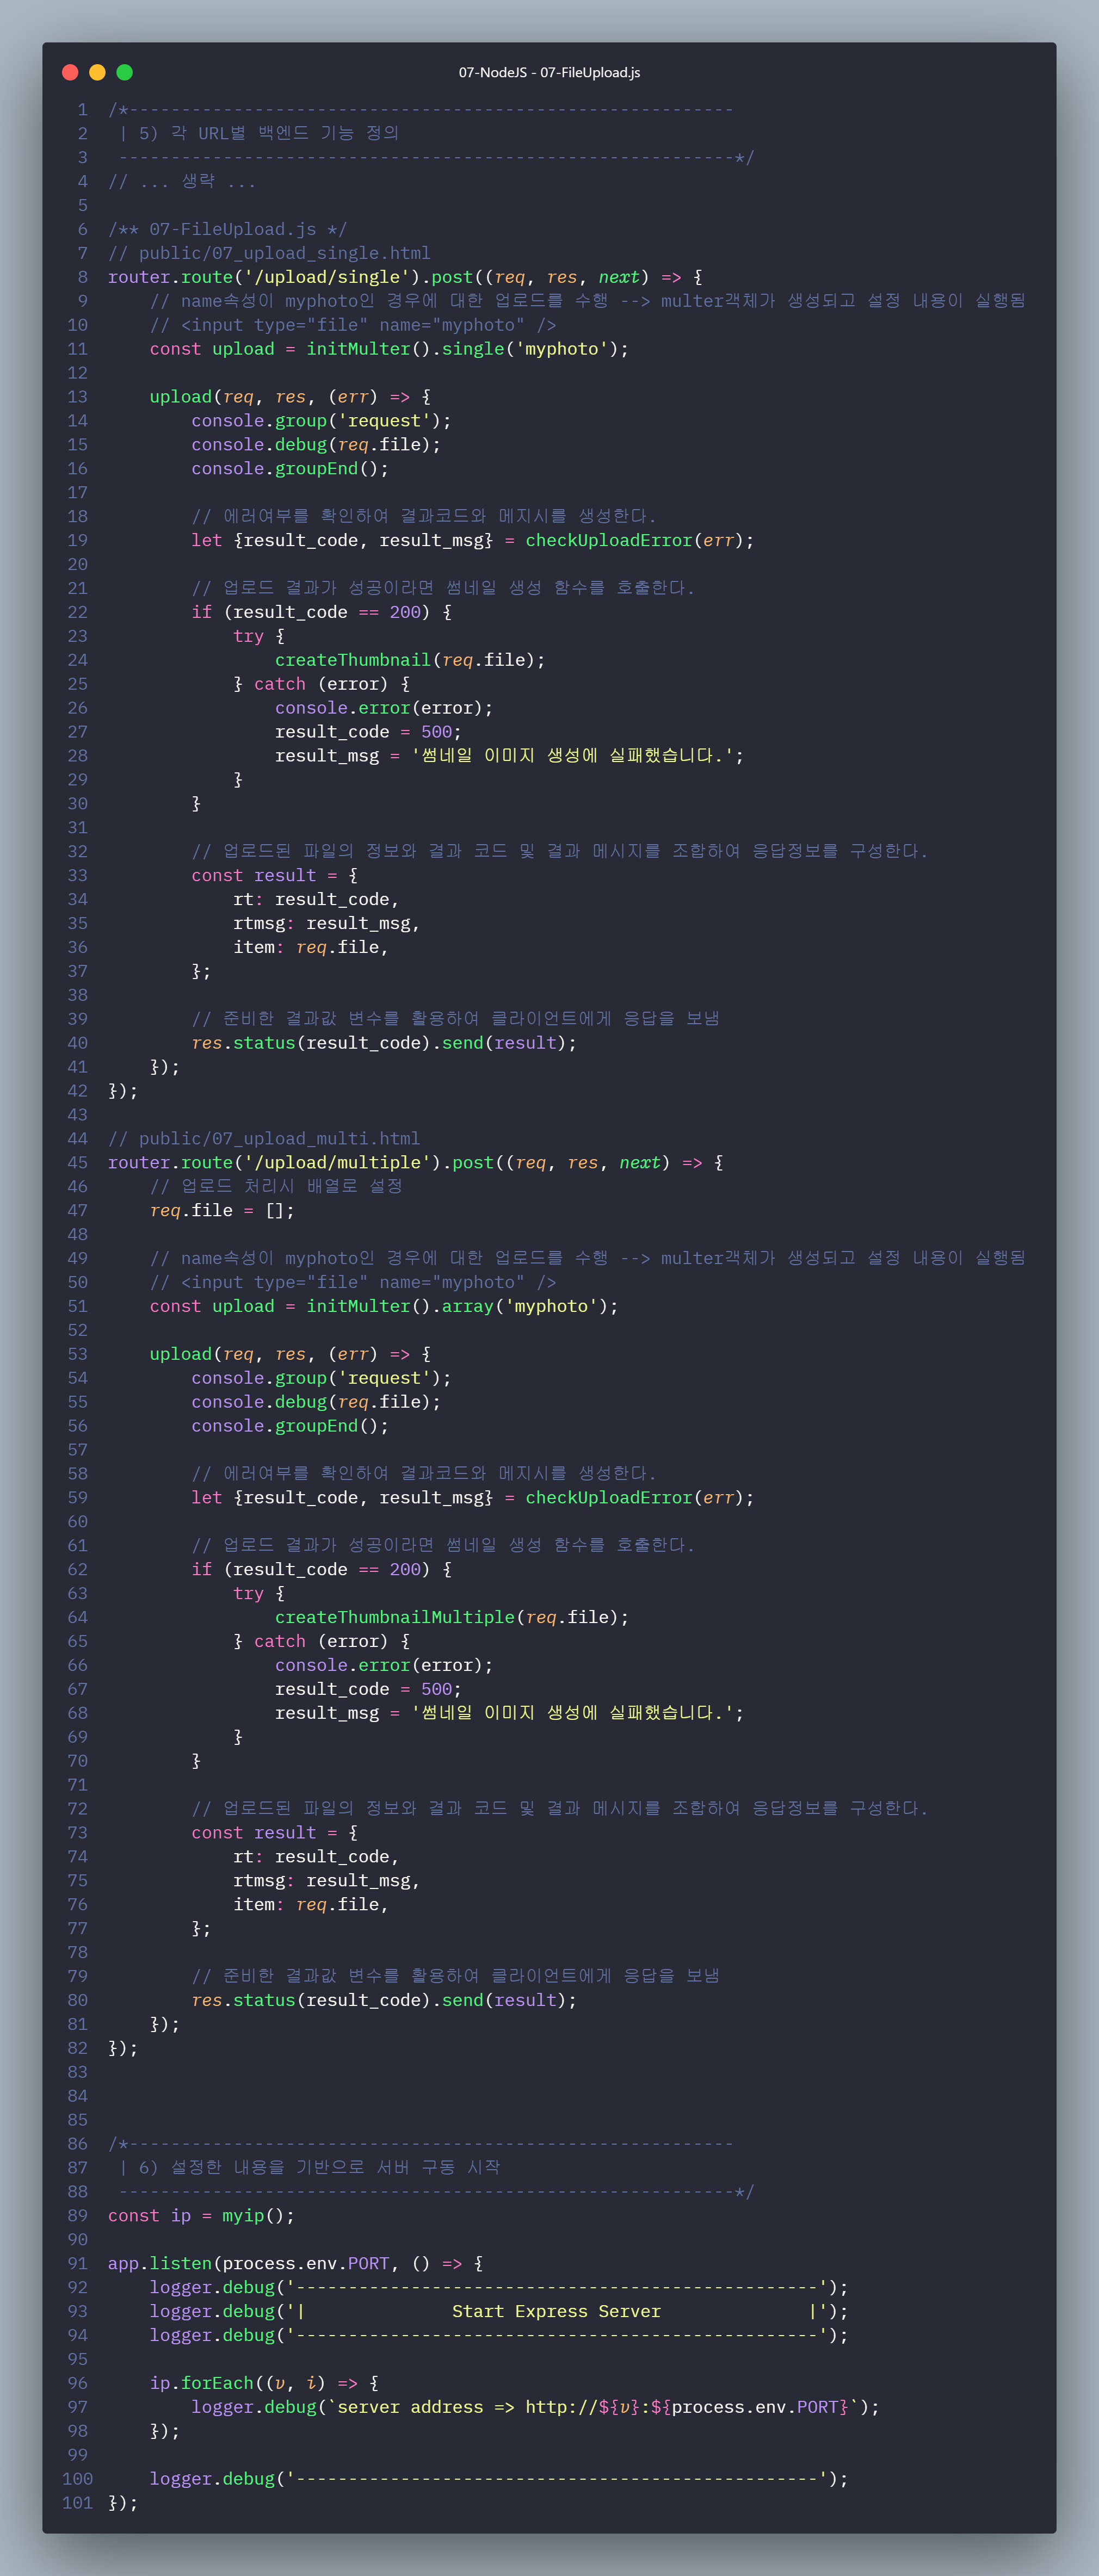 07-NodeJS - 07-FileUpload.js
1 /*----------------------------------------------------------
2  | 5) 각 URL별 백엔드 기능 정의
3  -----------------------------------------------------------*/
4 // ... 생략 ...
5
6 /** 07-FileUpload.js */
7 // public/07_upload_single.html
8 router.route('/upload/single').post((req, res, next) => {
9     // name속성이 myphoto인 경우에 대한 업로드를 수행 --> multer객체가 생성되고 설정 내용이 실행됨
10     // <input type="file" name="myphoto" />
11     const upload = initMulter().single('myphoto');
12
13     upload(req, res, (err) => {
14         console.group('request');
15         console.debug(req.file);
16         console.groupEnd();
17
18         // 에러여부를 확인하여 결과코드와 메지시를 생성한다.
19         let {result_code, result_msg} = checkUploadError(err);
20
21         // 업로드 결과가 성공이라면 썸네일 생성 함수를 호출한다.
22         if (result_code == 200) {
23             try {
24                 createThumbnail(req.file);
25             } catch (error) {
26                 console.error(error);
27                 result_code = 500;
28                 result_msg = '썸네일 이미지 생성에 실패했습니다.';
29             }
30         }
31
32         // 업로드된 파일의 정보와 결과 코드 및 결과 메시지를 조합하여 응답정보를 구성한다.
33         const result = {
34             rt: result_code,
35             rtmsg: result_msg,
36             item: req.file,
37         };
38
39         // 준비한 결과값 변수를 활용하여 클라이언트에게 응답을 보냄
40         res.status(result_code).send(result);
41     });
42 });
43
44 // public/07_upload_multi.html
45 router.route('/upload/multiple').post((req, res, next) => {
46     // 업로드 처리시 배열로 설정
47     req.file = [];
48
49     // name속성이 myphoto인 경우에 대한 업로드를 수행 --> multer객체가 생성되고 설정 내용이 실행됨
50     // <input type="file" name="myphoto" />
51     const upload = initMulter().array('myphoto');
52
53     upload(req, res, (err) => {
54         console.group('request');
55         console.debug(req.file);
56         console.groupEnd();
57
58         // 에러여부를 확인하여 결과코드와 메지시를 생성한다.
59         let {result_code, result_msg} = checkUploadError(err);
60
61         // 업로드 결과가 성공이라면 썸네일 생성 함수를 호출한다.
62         if (result_code == 200) {
63             try {
64                 createThumbnailMultiple(req.file);
65             } catch (error) {
66                 console.error(error);
67                 result_code = 500;
68                 result_msg = '썸네일 이미지 생성에 실패했습니다.';
69             }
70         }
71
72         // 업로드된 파일의 정보와 결과 코드 및 결과 메시지를 조합하여 응답정보를 구성한다.
73         const result = {
74             rt: result_code,
75             rtmsg: result_msg,
76             item: req.file,
77         };
78
79         // 준비한 결과값 변수를 활용하여 클라이언트에게 응답을 보냄
80         res.status(result_code).send(result);
81     });
82 });
83
84
85
86 /*----------------------------------------------------------
87  | 6) 설정한 내용을 기반으로 서버 구동 시작
88  -----------------------------------------------------------*/
89 const ip = myip();
90
91 app.listen(process.env.PORT, () => {
92     logger.debug('--------------------------------------------------');
93     logger.debug('|              Start Express Server              |');
94     logger.debug('--------------------------------------------------');
95
96     ip.forEach((v, i) => {
97         logger.debug(`server address => http://${v}:${process.env.PORT}`);
98     });
99
100     logger.debug('--------------------------------------------------');
101 });